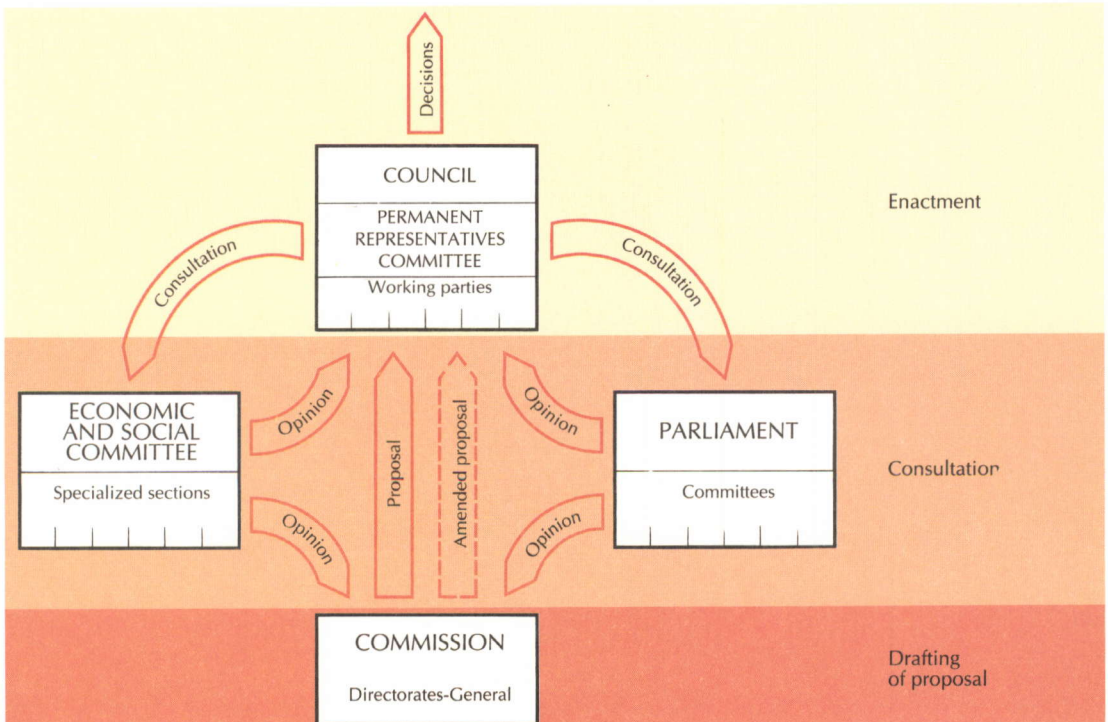 Decisions
COUNCIL
PERMANENT
REPRESENTATIVES
COMMITTEE
Working parties
Enactment
Consultation
Consultation
ECONOMIC
AND SOCIAL
COMMITTEE
Specialized sections
Opinion
Opinion
Proposal
Amended proposal
Opinion
Opinion
PARLIAMENT
Committees
Consultation
COMMISSION
Directorates-General
Drafting
of proposal